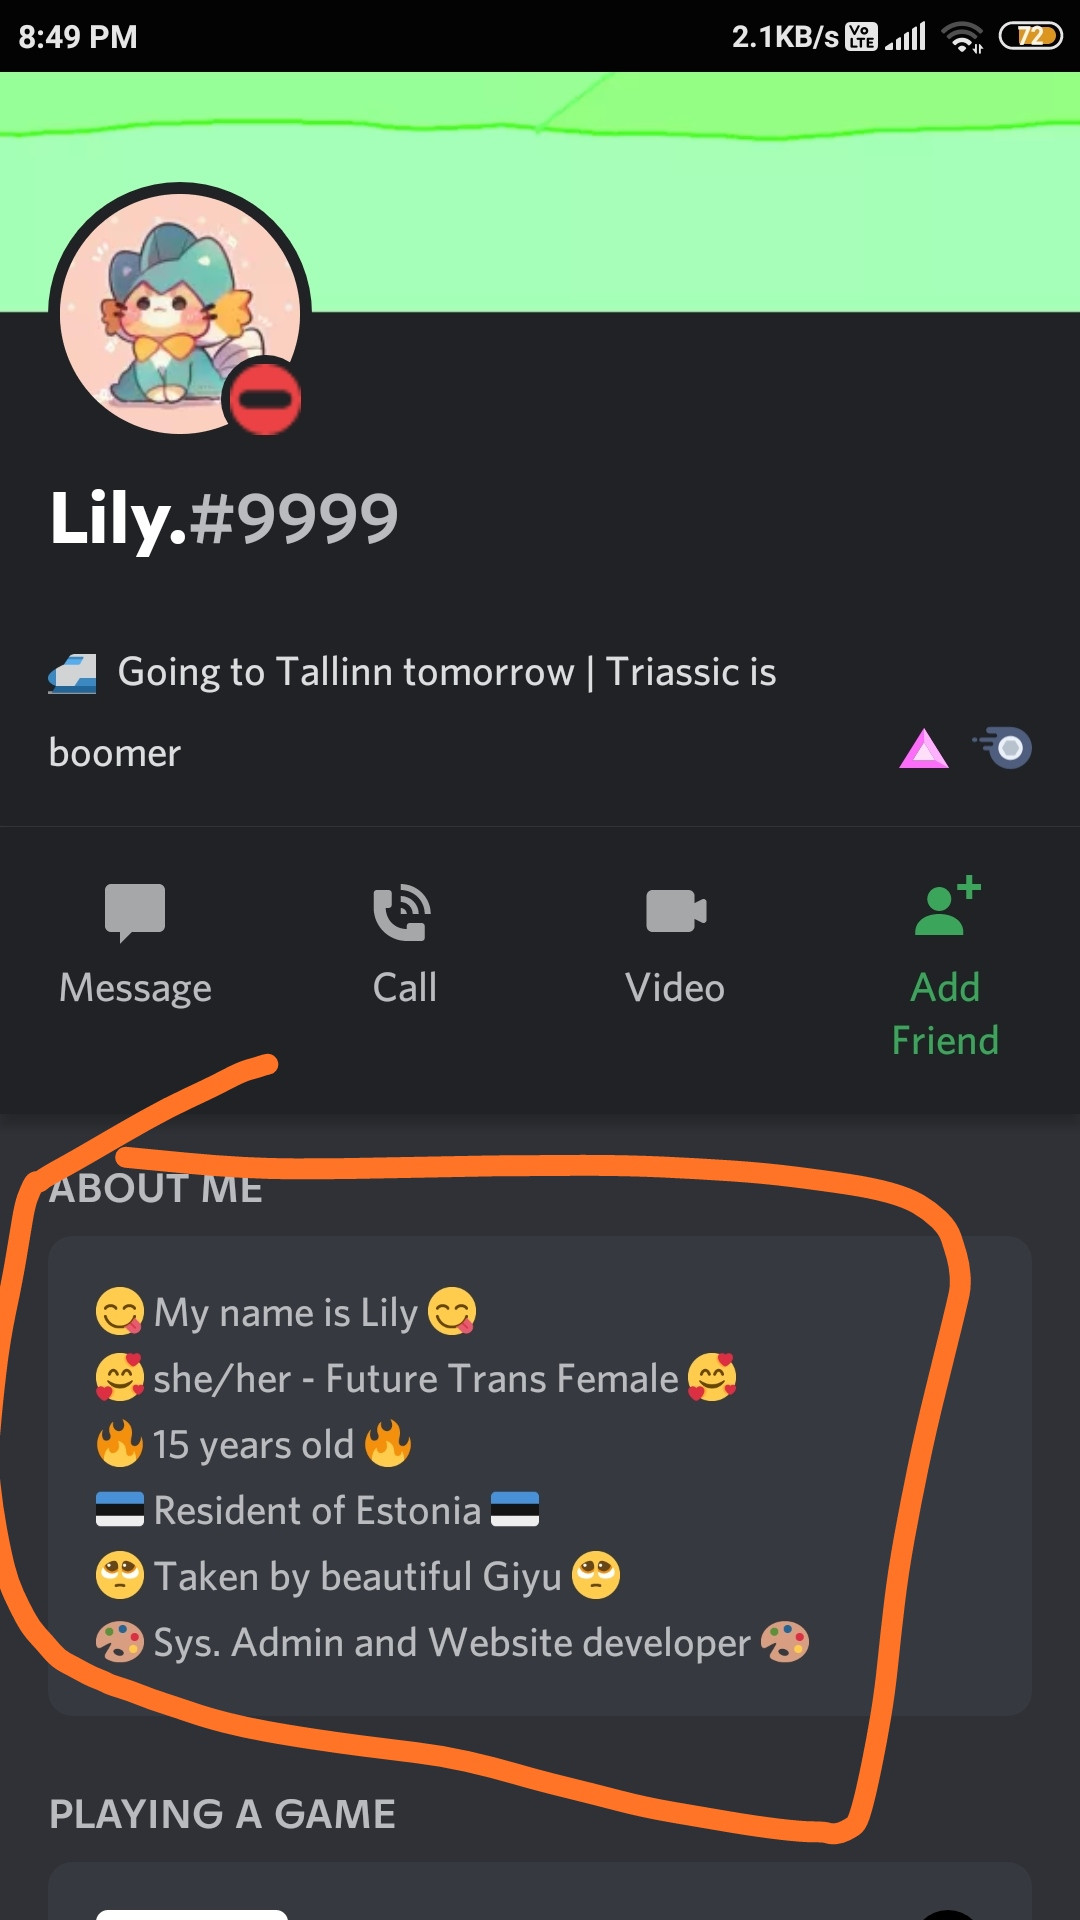 8:49 PM 2.1KB/s Vo LTE 72
Lily.#9999
Going to Tallinn tomorrow | Triassic is
boomer
Message Call Video Add Friend
ABOUT ME
😋 My name is Lily 😋
🥰 she/her - Future Trans Female 🥰
🔥 15 years old 🔥
🇪🇪 Resident of Estonia 🇪🇪
🥺 Taken by beautiful Giyu 🥺
🎨 Sys. Admin and Website developer 🎨
PLAYING A GAME